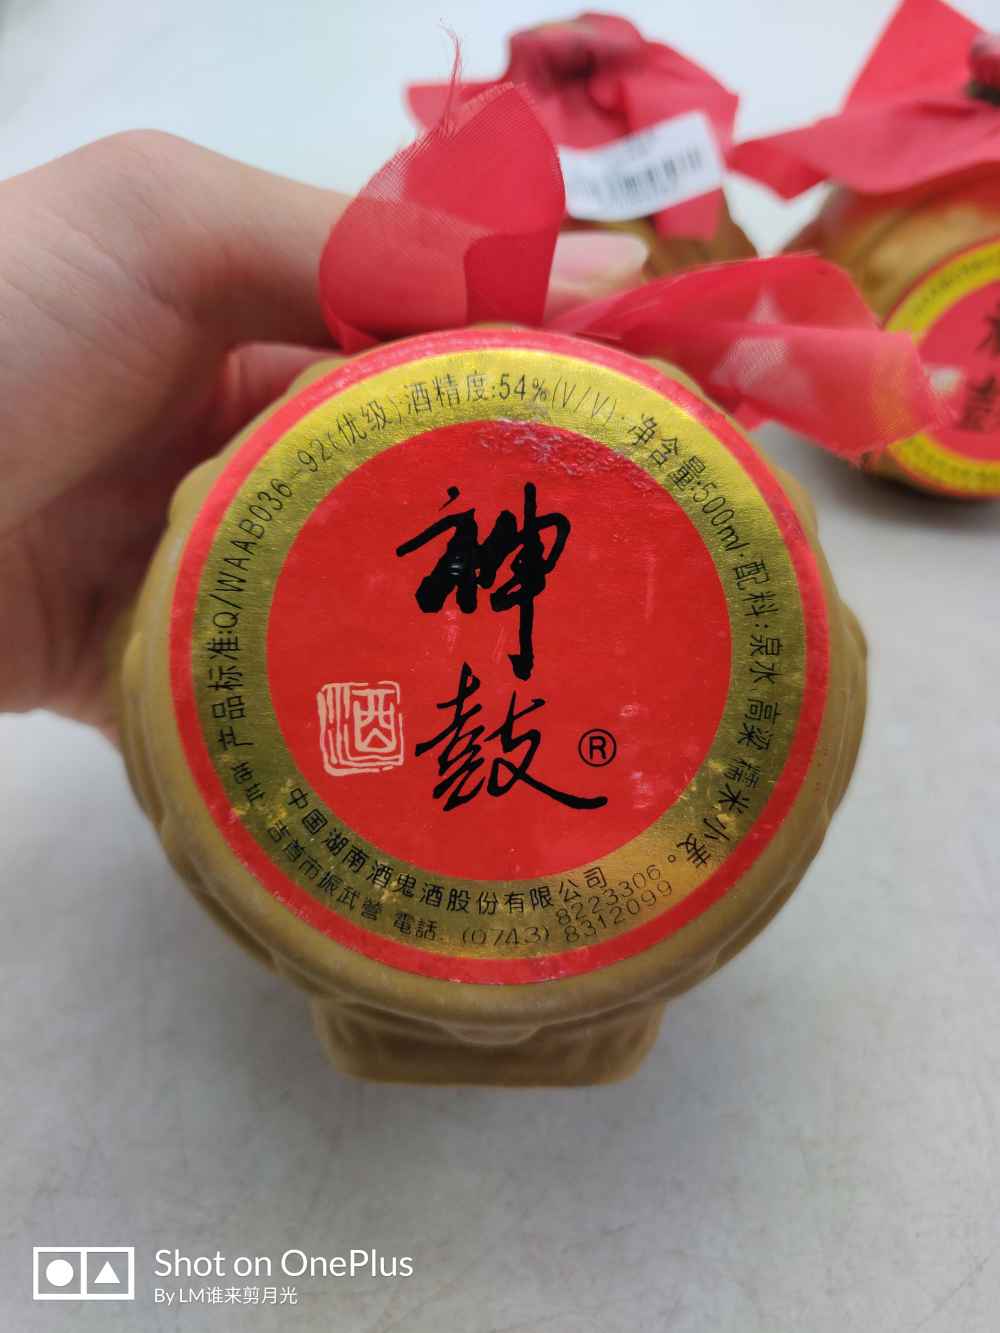 产品标准:Q/WAAB036-92(优级)·酒精度:54%(V/V)·净含量:500ml·配料:泉水 高粱 糯米 小麦。
神鼓
®
酒
中国湖南酒鬼酒股份有限公司
地址 吉首市振武营 電話 (0743) 8223306
8312099
Shot on OnePlus
By LM谁来剪月光